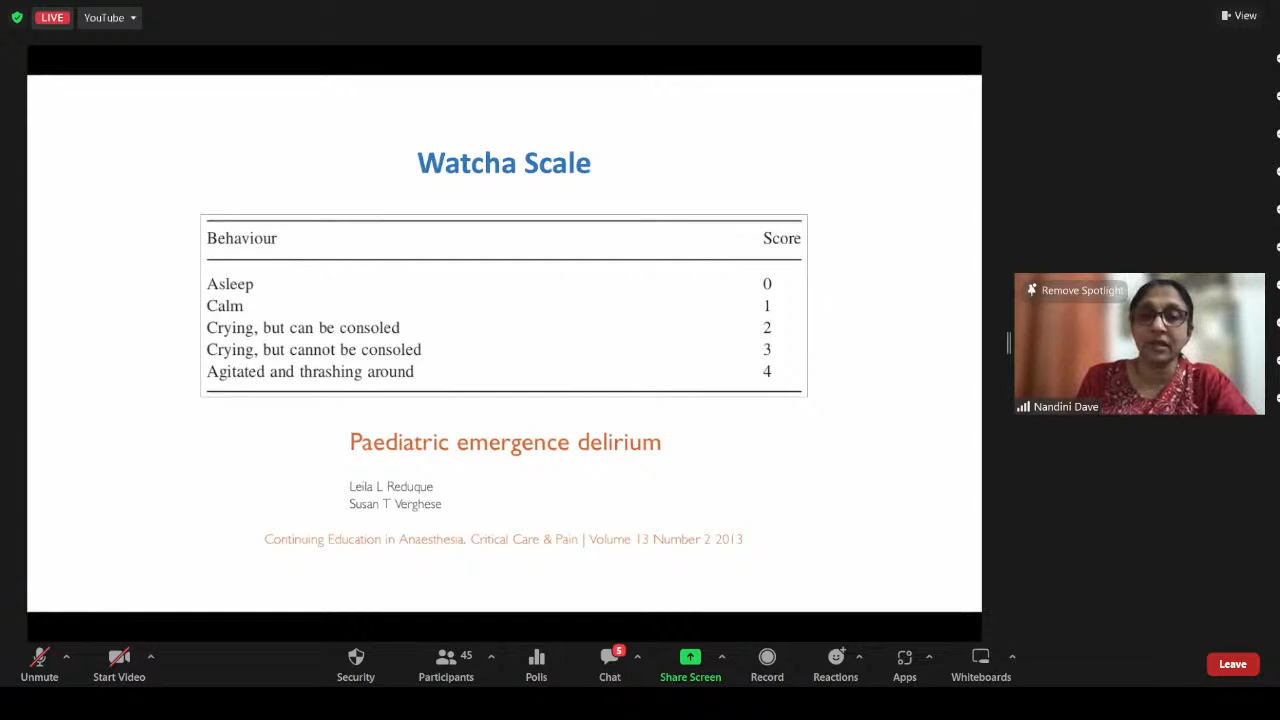 LIVE
YouTube
View
Watcha Scale
Behaviour Score
Asleep 0
Calm 1
Crying, but can be consoled 2
Crying, but cannot be consoled 3
Agitated and thrashing around 4
Paediatric emergence delirium
Leila L Reduque
Susan T Verghese
Continuing Education in Anaesthesia, Critical Care & Pain | Volume 13 Number 2 2013
Remove Spotlight
Nandini Dave
Unmute
Start Video
Security
45
Participants
Polls
5
Chat
Share Screen
Record
Reactions
Apps
Whiteboards
Leave